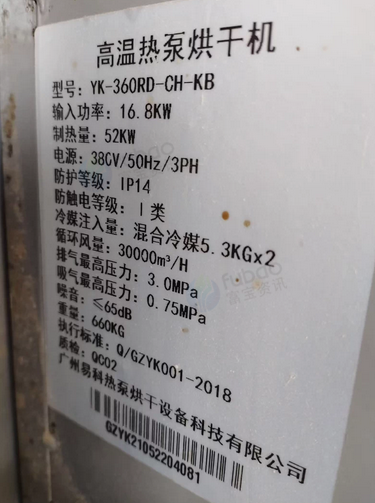 高温热泵烘干机
型号: YK-360RD-CH-KB
输入功率: 16.8KW
制热量: 52KW
电源: 380V/50Hz/3PH
防护等级: IP14
防触电等级: I类
冷媒注入量: 混合冷媒5.3KGx2
循环风量: 30000m³/H
排气最高压力: 3.0MPa
吸气最高压力: 0.75MPa
噪音: ≤65dB
重量: 660KG
执行标准: Q/GZYK001-2018
质检: QC02
广州易科热泵烘干设备科技有限公司
GZYK21052204081